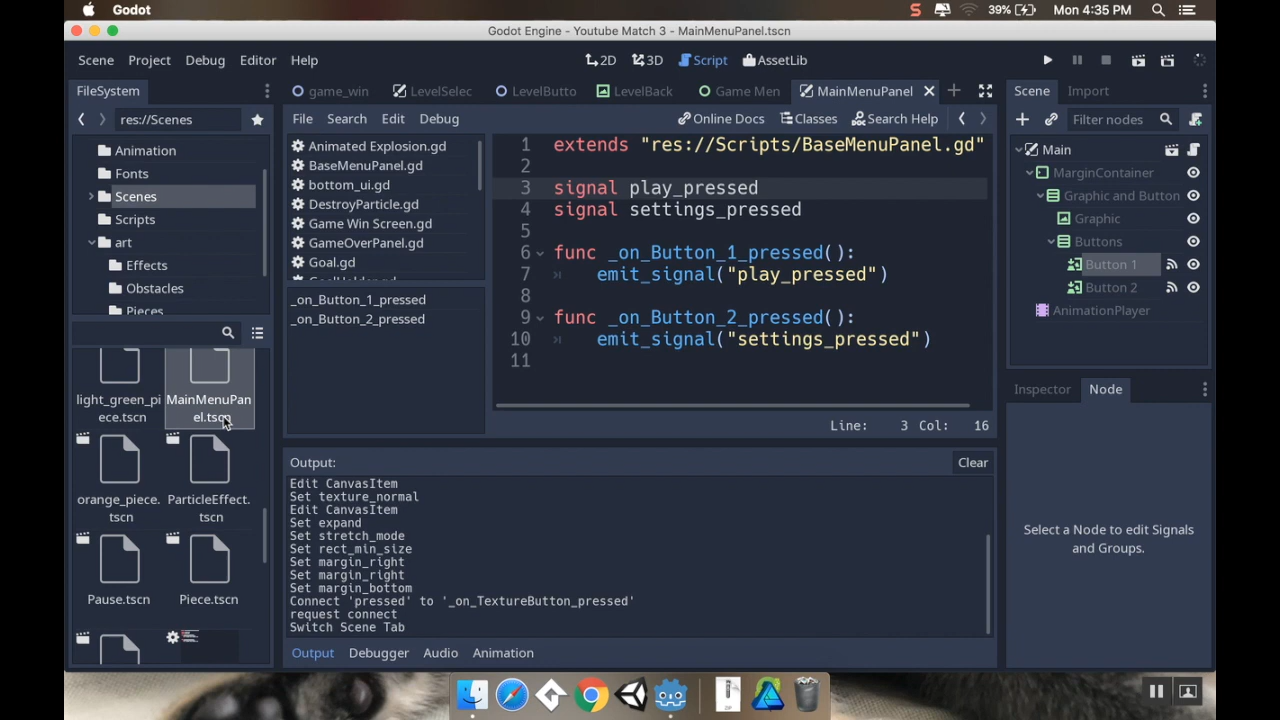 Godot
39%
Mon 4:35 PM
Godot Engine - Youtube Match 3 - MainMenuPanel.tscn
Scene Project Debug Editor Help
2D 3D Script AssetLib
FileSystem
res://Scenes
Animation
Fonts
Scenes
Scripts
art
Effects
Obstacles
Pieces
light_green_pi
ece.tscn
MainMenuPan
el.tscn
orange_piece.
tscn
ParticleEffect.
tscn
Pause.tscn
Piece.tscn
game_win LevelSelec LevelButto LevelBack Game Men MainMenuPanel
File Search Edit Debug
Online Docs Classes Search Help
Animated Explosion.gd
BaseMenuPanel.gd
bottom_ui.gd
DestroyParticle.gd
Game Win Screen.gd
GameOverPanel.gd
Goal.gd
GoalHolder.gd
_on_Button_1_pressed
_on_Button_2_pressed
1 extends "res://Scripts/BaseMenuPanel.gd"
2
3 signal play_pressed
4 signal settings_pressed
5
6 func _on_Button_1_pressed():
7 emit_signal("play_pressed")
8
9 func _on_Button_2_pressed():
10 emit_signal("settings_pressed")
11
Line: 3 Col: 16
Output:
Clear
Edit CanvasItem
Set texture_normal
Edit CanvasItem
Set expand
Set stretch_mode
Set rect_min_size
Set margin_right
Set margin_right
Set margin_bottom
Connect 'pressed' to '_on_TextureButton_pressed'
request connect
Switch Scene Tab
Output Debugger Audio Animation
Scene Import
Filter nodes
Main
MarginContainer
Graphic and Button
Graphic
Buttons
Button 1
Button 2
AnimationPlayer
Inspector Node
Select a Node to edit Signals
and Groups.